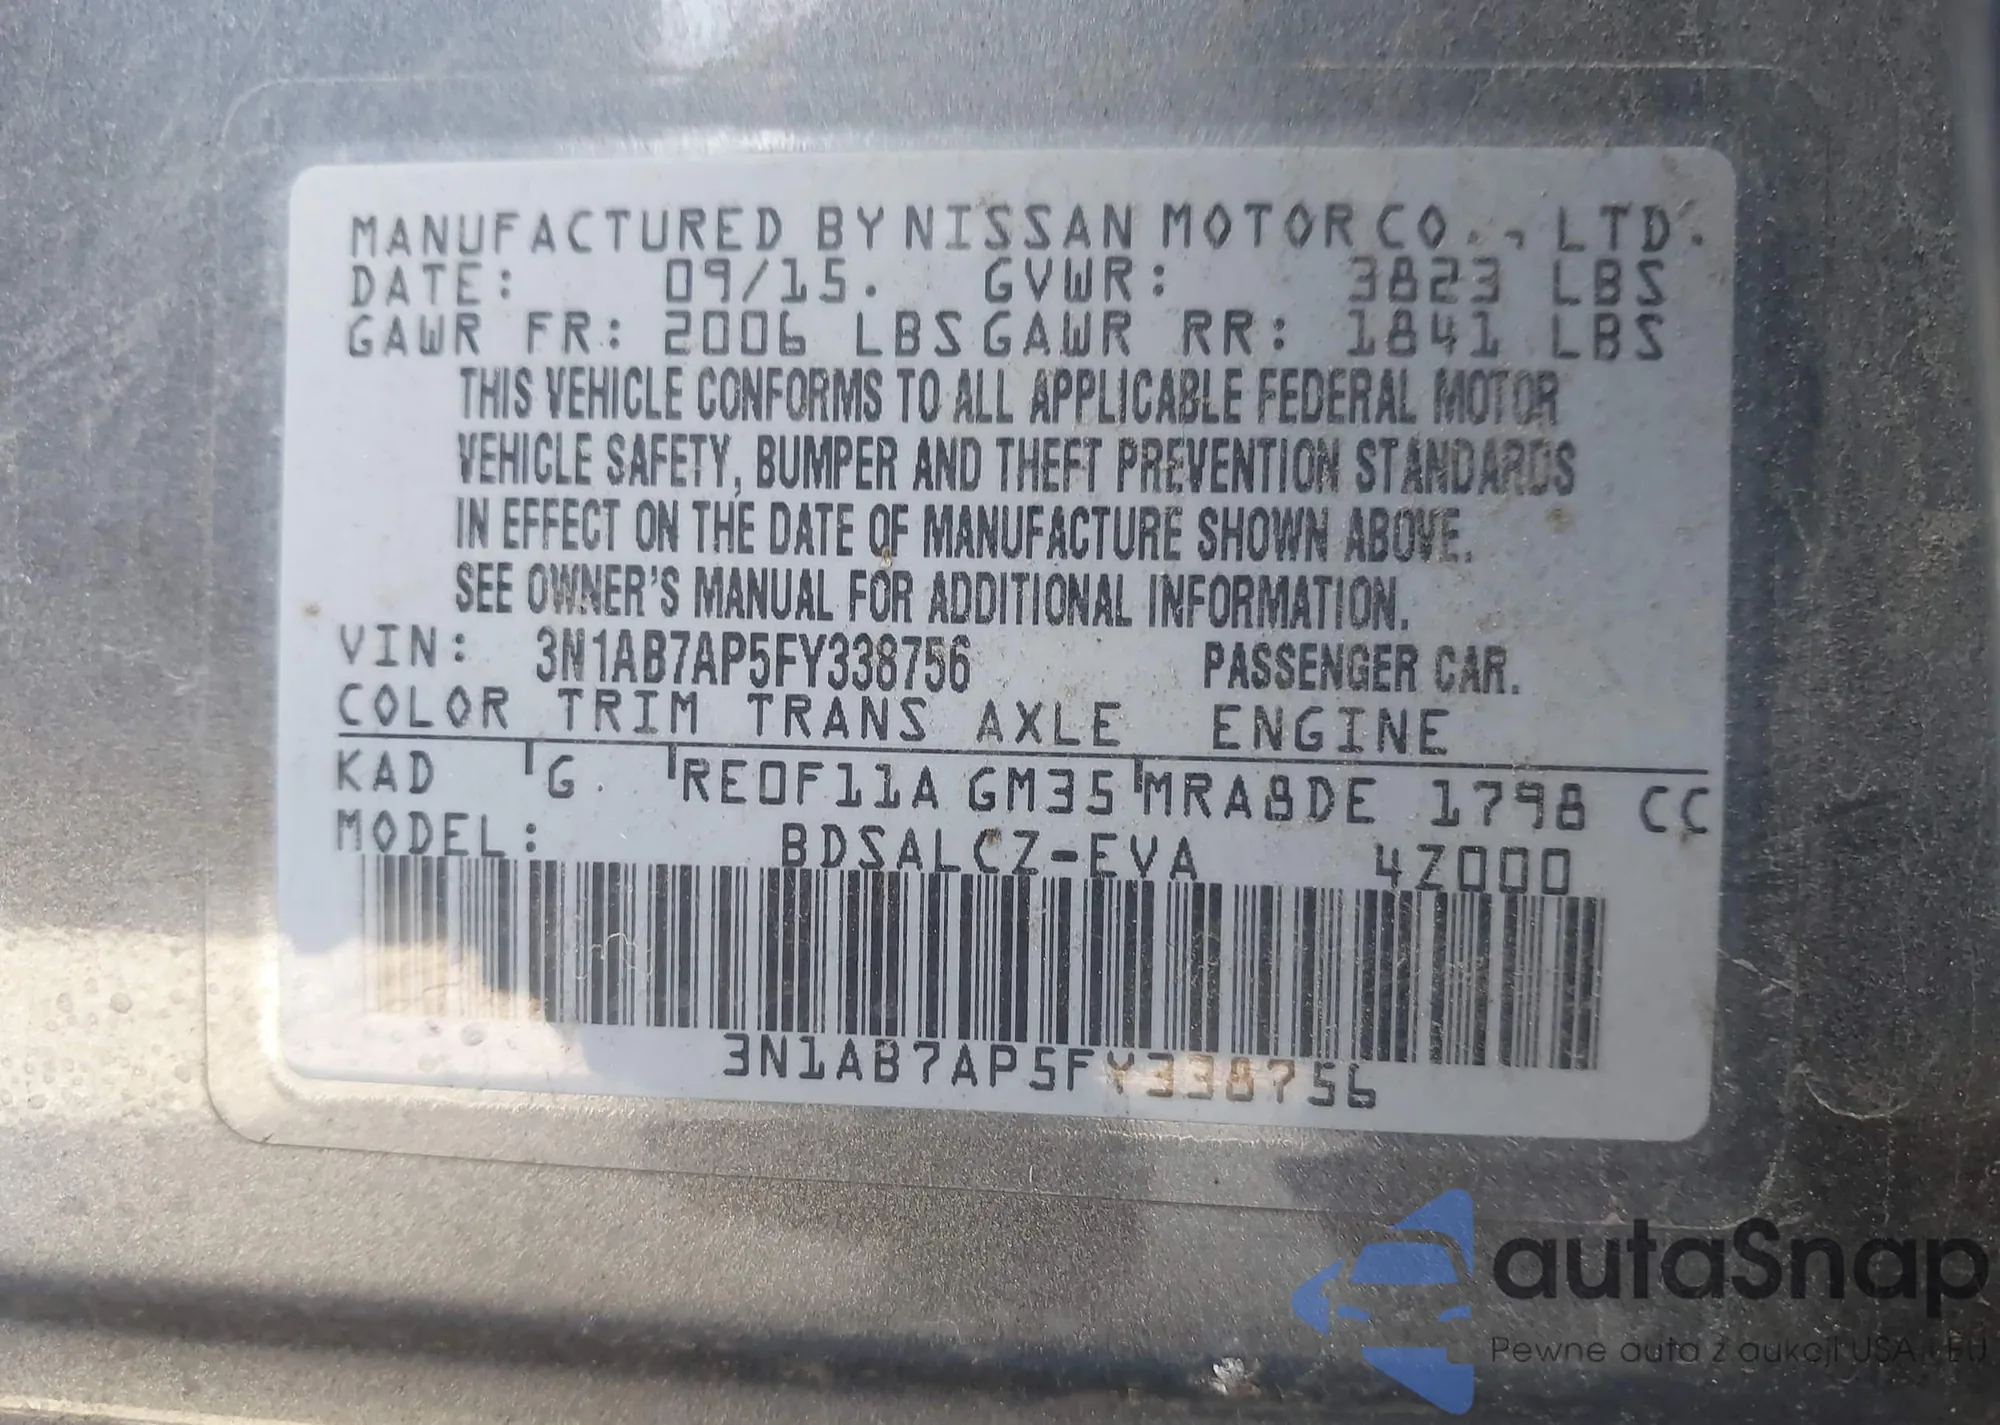 MANUFACTURED BY NISSAN MOTOR CO., LTD.
DATE: 09/15. GVWR: 3823 LBS
GAWR FR: 2006 LBS GAWR RR: 1841 LBS
THIS VEHICLE CONFORMS TO ALL APPLICABLE FEDERAL MOTOR
VEHICLE SAFETY, BUMPER AND THEFT PREVENTION STANDARDS
IN EFFECT ON THE DATE OF MANUFACTURE SHOWN ABOVE.
SEE OWNER'S MANUAL FOR ADDITIONAL INFORMATION.
VIN: 3N1AB7AP5FY338756 PASSENGER CAR.
COLOR TRIM TRANS AXLE ENGINE
KAD G. RE0F11A GM35 MRA8DE 1798 CC
MODEL: BDSALCZ-EVA 4Z000
3N1AB7AP5FY338756
autaSnap
Pewne auta z aukcji USA i EU